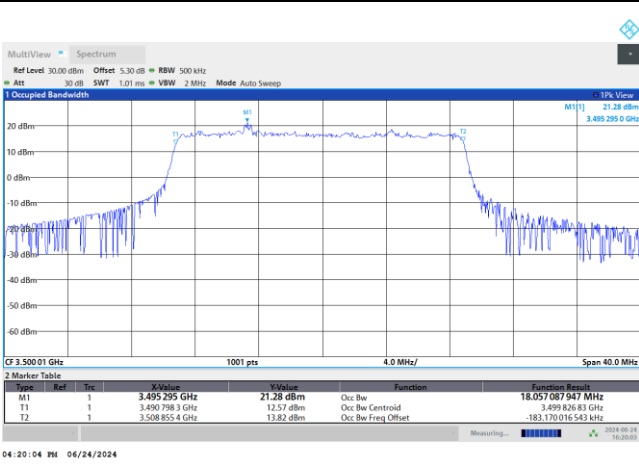 MultiView Spectrum
Ref Level 30.00 dBm Offset 5.30 dB RBW 500 kHz
Att 30 dB SWT 1.01 ms VBW 2 MHz Mode Auto Sweep
1 Occupied Bandwidth 1Pk View
M1[1] 21.28 dBm
3.495 295 0 GHz
M1
T1
T2
20 dBm
10 dBm
0 dBm
-10 dBm
-20 dBm
-30 dBm
-40 dBm
-50 dBm
-60 dBm
CF 3.500 01 GHz 1001 pts 4.0 MHz/ Span 40.0 MHz
2 Marker Table
Type Ref Trc X-Value Y-Value Function Function Result
M1 1 3.495 295 GHz 21.28 dBm Occ Bw 18.057 087 947 MHz
T1 1 3.490 798 3 GHz 12.57 dBm Occ Bw Centroid 3.499 826 83 GHz
T2 1 3.508 855 4 GHz 13.82 dBm Occ Bw Freq Offset -183.170 016 543 kHz
Measuring... 2024-06-24
16:20:03
04:20:04 PM 06/24/2024